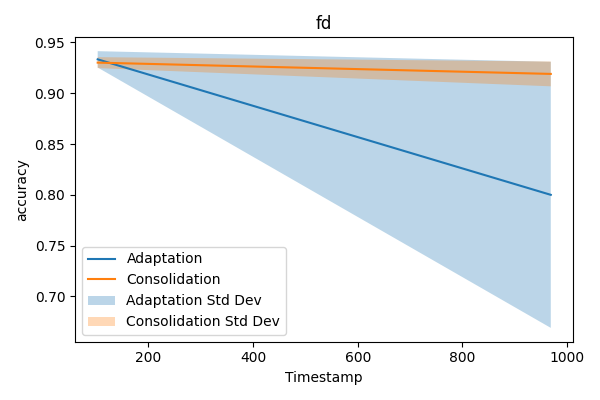 fd
0.95
0.90
0.85
0.80
0.75
0.70
accuracy
Adaptation
Consolidation
Adaptation Std Dev
Consolidation Std Dev
200
400
600
800
1000
Timestamp